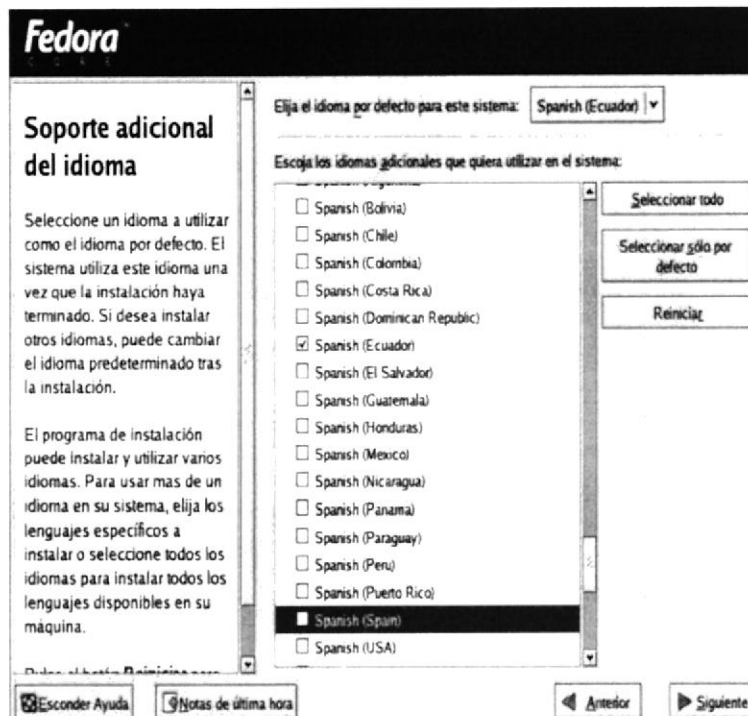 Fedora
CORE
Soporte adicional
del idioma
Seleccione un idioma a utilizar
como el idioma por defecto. El
sistema utiliza este idioma una
vez que la instalación haya
terminado. Si desea instalar
otros idiomas, puede cambiar
el idioma predeterminado tras
la instalación.
El programa de instalación
puede instalar y utilizar varios
idiomas. Para usar mas de un
idioma en su sistema, elija los
lenguajes específicos a
instalar o seleccione todos los
idiomas para instalar todos los
lenguajes disponibles en su
máquina.
Elija el idioma por defecto para este sistema: Spanish (Ecuador)
Escoja los idiomas adicionales que quiera utilizar en el sistema:
Spanish (Bolivia)
Spanish (Chile)
Spanish (Colombia)
Spanish (Costa Rica)
Spanish (Dominican Republic)
Spanish (Ecuador)
Spanish (El Salvador)
Spanish (Guatemala)
Spanish (Honduras)
Spanish (Mexico)
Spanish (Nicaragua)
Spanish (Panama)
Spanish (Paraguay)
Spanish (Peru)
Spanish (Puerto Rico)
Spanish (Spain)
Spanish (USA)
Seleccionar todo
Seleccionar sólo por
defecto
Reiniciar
Esconder Ayuda
Notas de última hora
Anterior
Siguiente